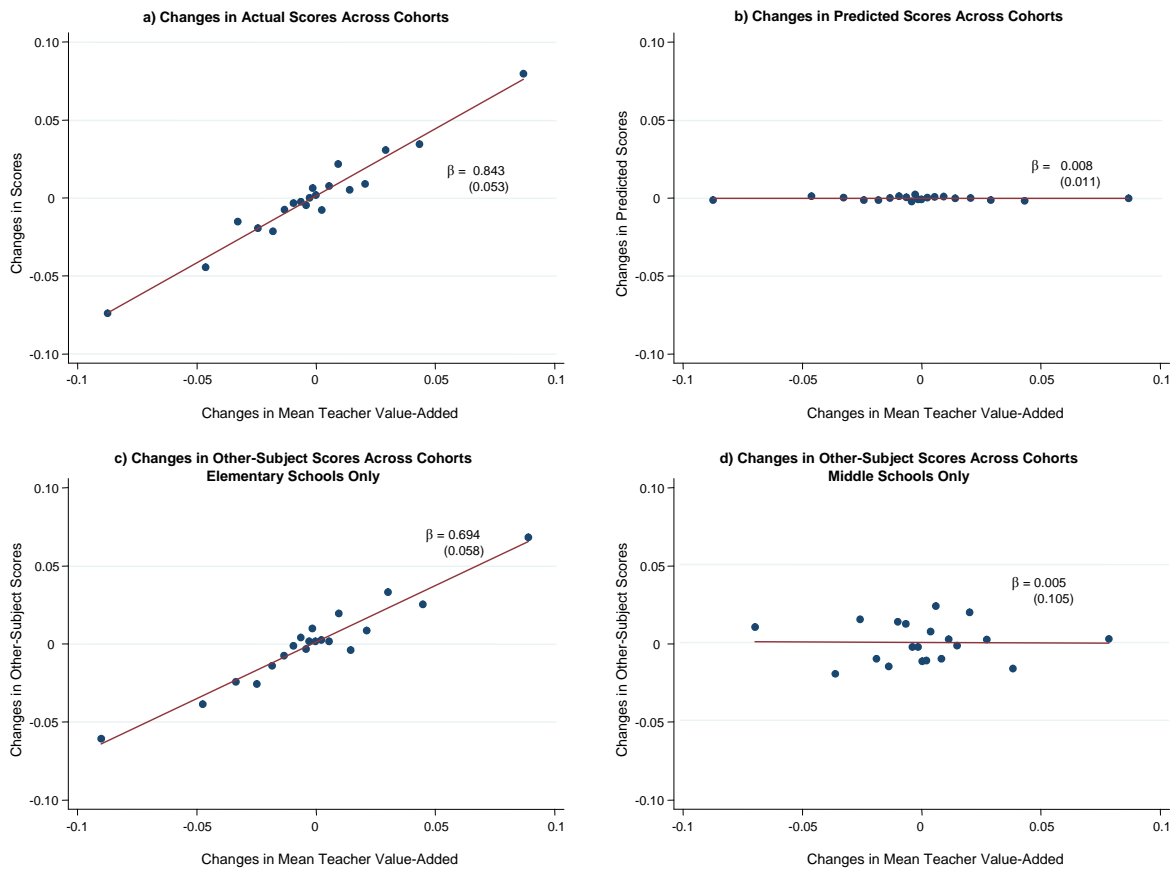 a) Changes in Actual Scores Across Cohorts
0.10
0.05
0
-0.05
-0.10
Changes in Scores
β = 0.843
(0.053)
-0.1
-0.05
0
0.05
0.1
Changes in Mean Teacher Value-Added
b) Changes in Predicted Scores Across Cohorts
0.10
0.05
0
-0.05
-0.10
Changes in Predicted Scores
β = 0.008
(0.011)
-0.1
-0.05
0
0.05
0.1
Changes in Mean Teacher Value-Added
c) Changes in Other-Subject Scores Across Cohorts
Elementary Schools Only
0.10
0.05
0
-0.05
-0.10
Changes in Other-Subject Scores
β = 0.694
(0.058)
-0.1
-0.05
0
0.05
0.1
Changes in Mean Teacher Value-Added
d) Changes in Other-Subject Scores Across Cohorts
Middle Schools Only
0.10
0.05
0
-0.05
-0.10
Changes in Other-Subject Scores
β = 0.005
(0.105)
-0.1
-0.05
0
0.05
0.1
Changes in Mean Teacher Value-Added